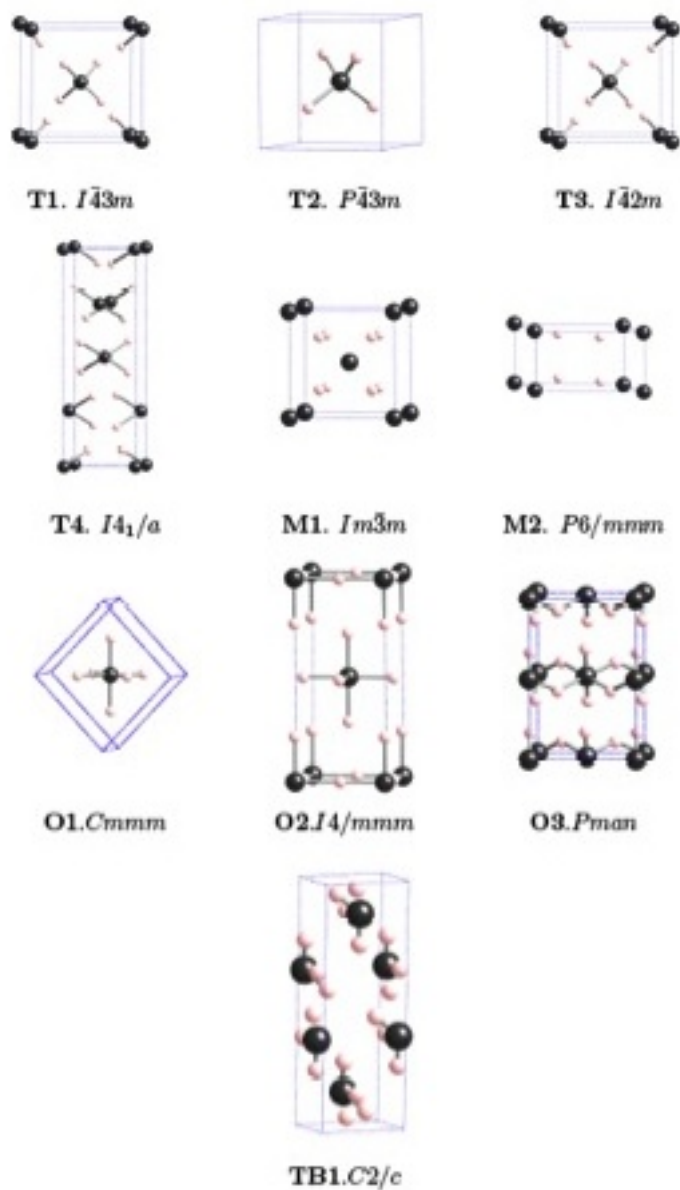 T1. I4̄3m
T2. P4̄3m
T3. I4̄2m
T4. I4₁/a
M1. Im3̄m
M2. P6/mmm
O1.Cmmm
O2.I4/mmm
O3.Pman
TB1.C2/c